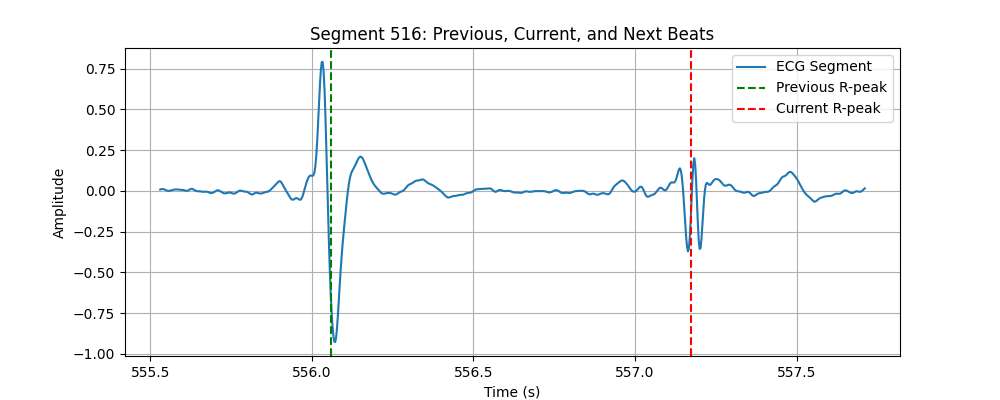 Segment 516: Previous, Current, and Next Beats
ECG Segment
Previous R-peak
Current R-peak
Amplitude
0.75
0.50
0.25
0.00
−0.25
−0.50
−0.75
−1.00
555.5 556.0 556.5 557.0 557.5
Time (s)